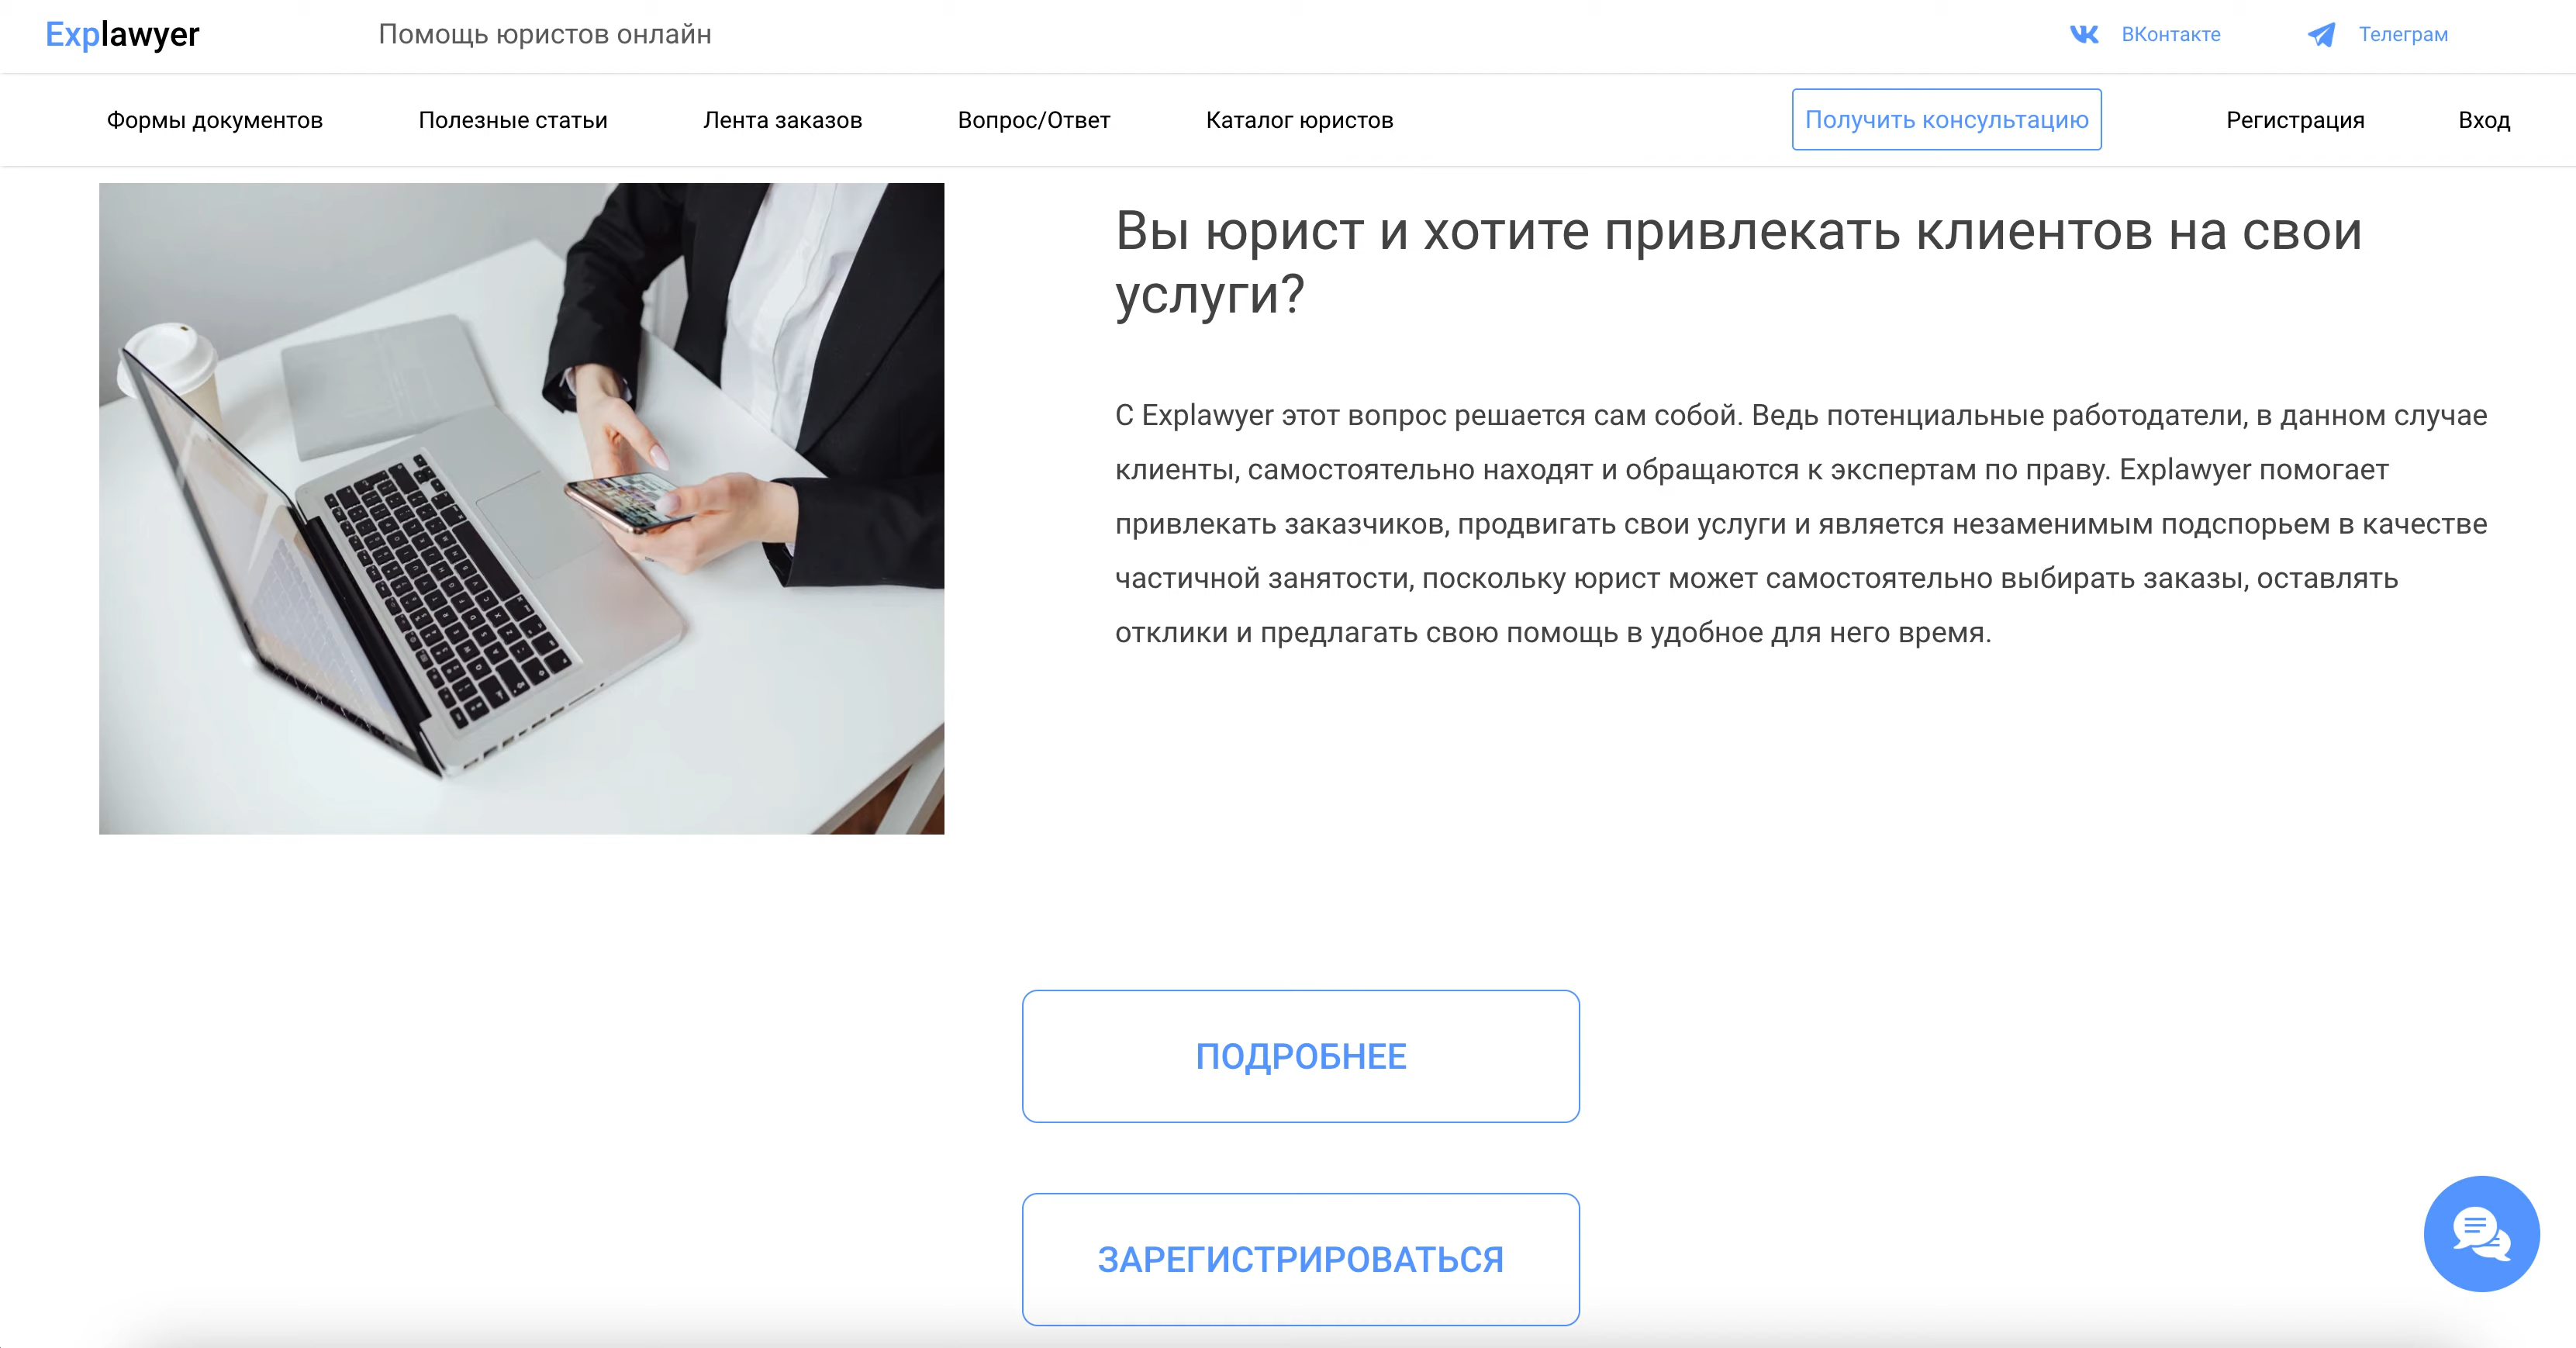 Explawyer
Помощь юристов онлайн
ВКонтакте
Телеграм
Формы документов
Полезные статьи
Лента заказов
Вопрос/Ответ
Каталог юристов
Получить консультацию
Регистрация
Вход
Вы юрист и хотите привлекать клиентов на свои
услуги?
С Explawyer этот вопрос решается сам собой. Ведь потенциальные работодатели, в данном случае
клиенты, самостоятельно находят и обращаются к экспертам по праву. Explawyer помогает
привлекать заказчиков, продвигать свои услуги и является незаменимым подспорьем в качестве
частичной занятости, поскольку юрист может самостоятельно выбирать заказы, оставлять
отклики и предлагать свою помощь в удобное для него время.
ПОДРОБНЕЕ
ЗАРЕГИСТРИРОВАТЬСЯ